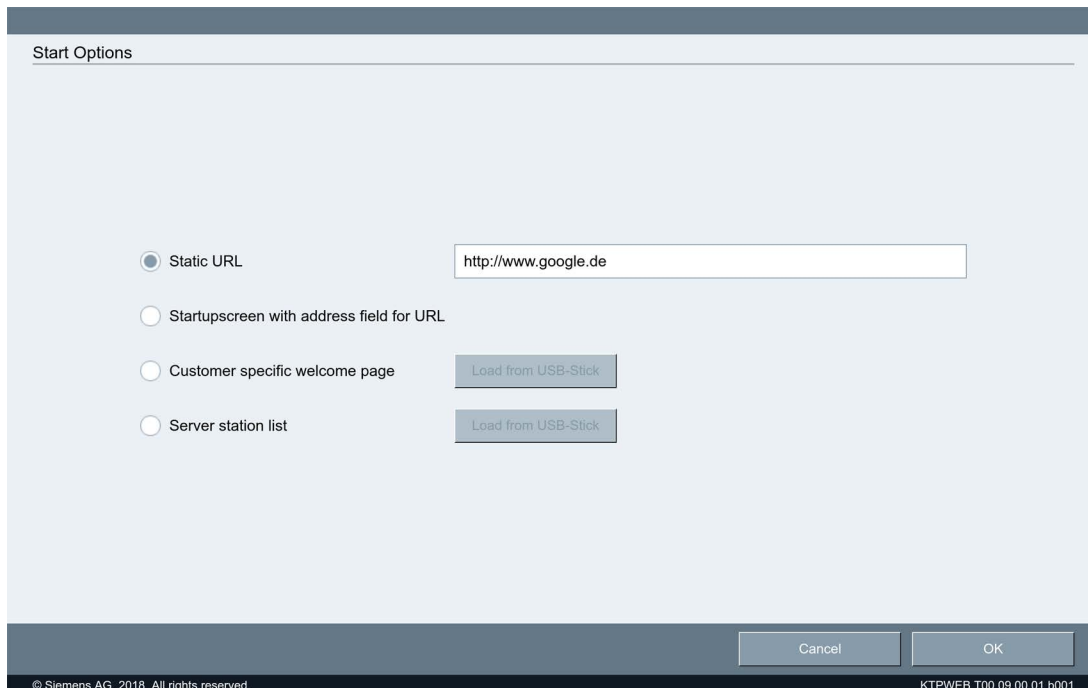 Start Options
Static URL http://www.google.de
Startupscreen with address field for URL
Customer specific welcome page Load from USB-Stick
Server station list Load from USB-Stick
Cancel OK
© Siemens AG, 2018. All rights reserved KTPWEB T00.09.00.01 b001